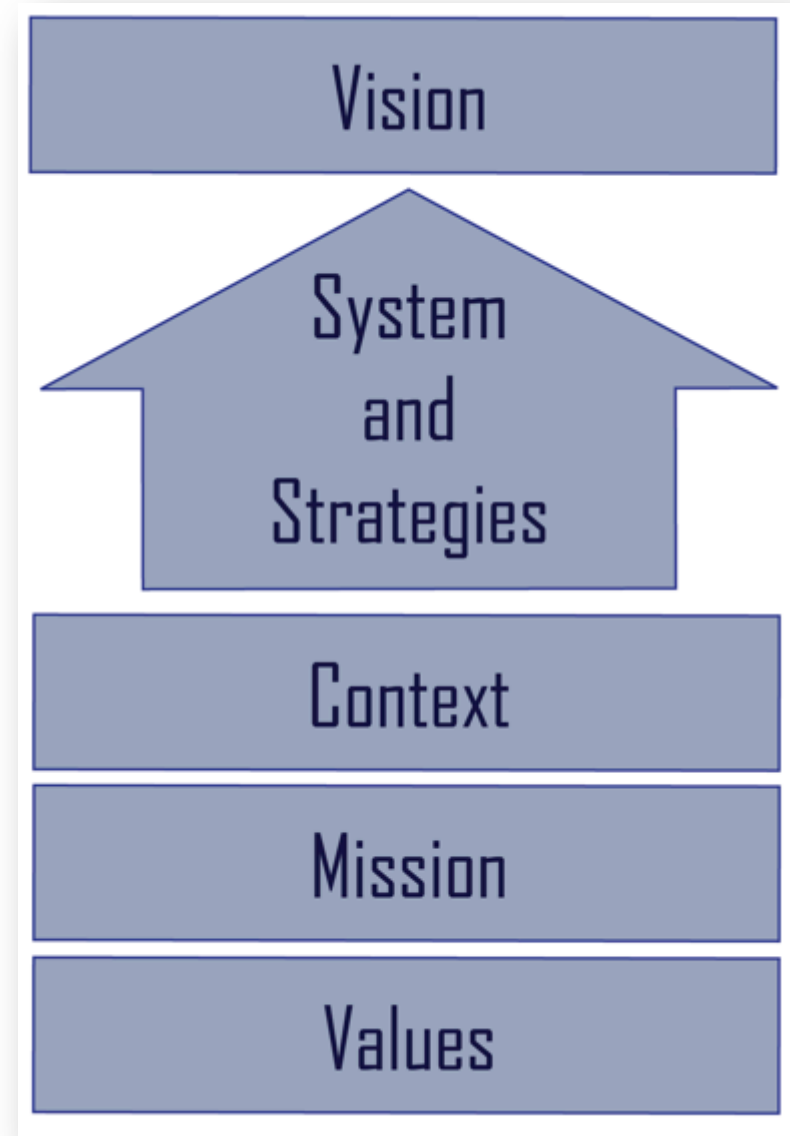 Vision
System
and
Strategies
Context
Mission
Values